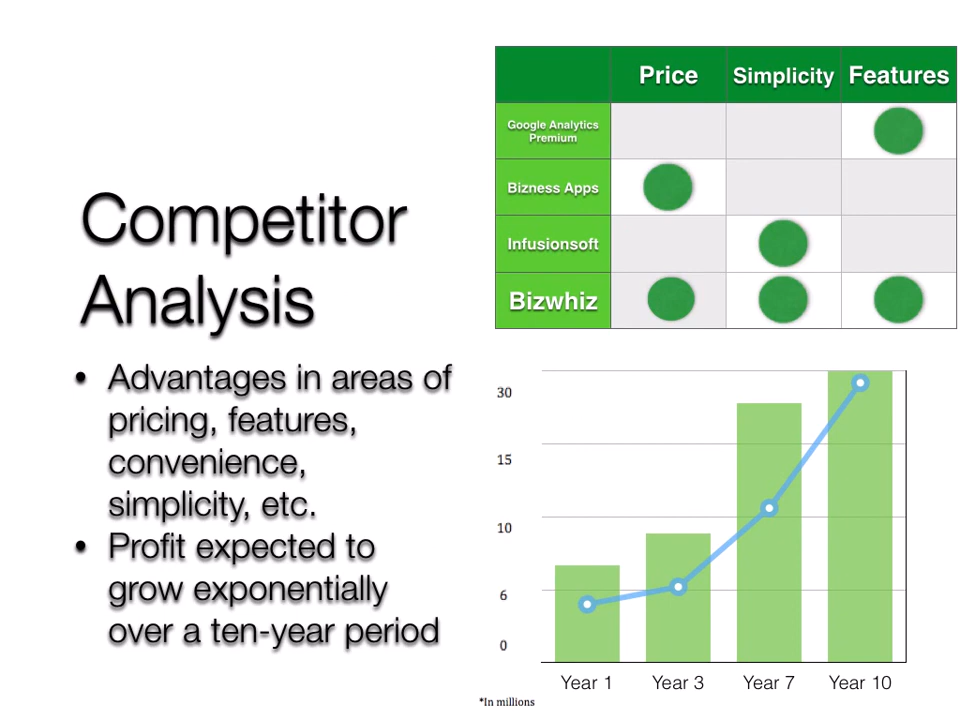 Competitor
Analysis
• Advantages in areas of
pricing, features,
convenience,
simplicity, etc.
• Profit expected to
grow exponentially
over a ten-year period
Price Simplicity Features
Google Analytics
Premium
Bizness Apps
Infusionsoft
Bizwhiz
30
15
10
6
0
Year 1 Year 3 Year 7 Year 10
*In millions